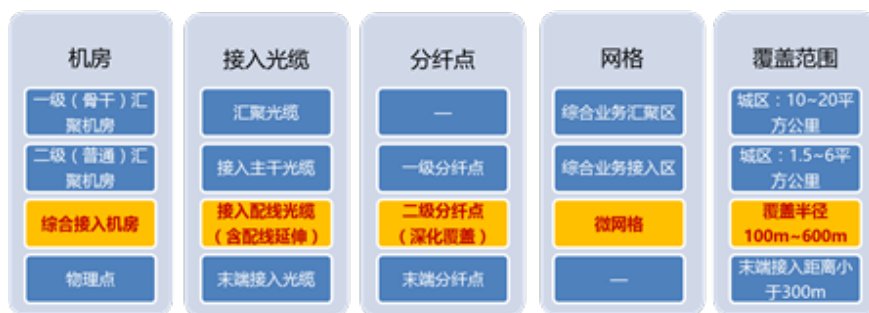 机房
一级（骨干）汇
聚机房
二级（普通）汇
聚机房
综合接入机房
物理点
接入光缆
汇聚光缆
接入主干光缆
接入配线光缆
（含配线延伸）
末端接入光缆
分纤点
—
一级分纤点
二级分纤点
（深化覆盖）
末端分纤点
网格
综合业务汇聚区
综合业务接入区
微网格
—
覆盖范围
城区：10~20平
方公里
城区：1.5~6平
方公里
覆盖半径
100m~600m
末端接入距离小
于300m